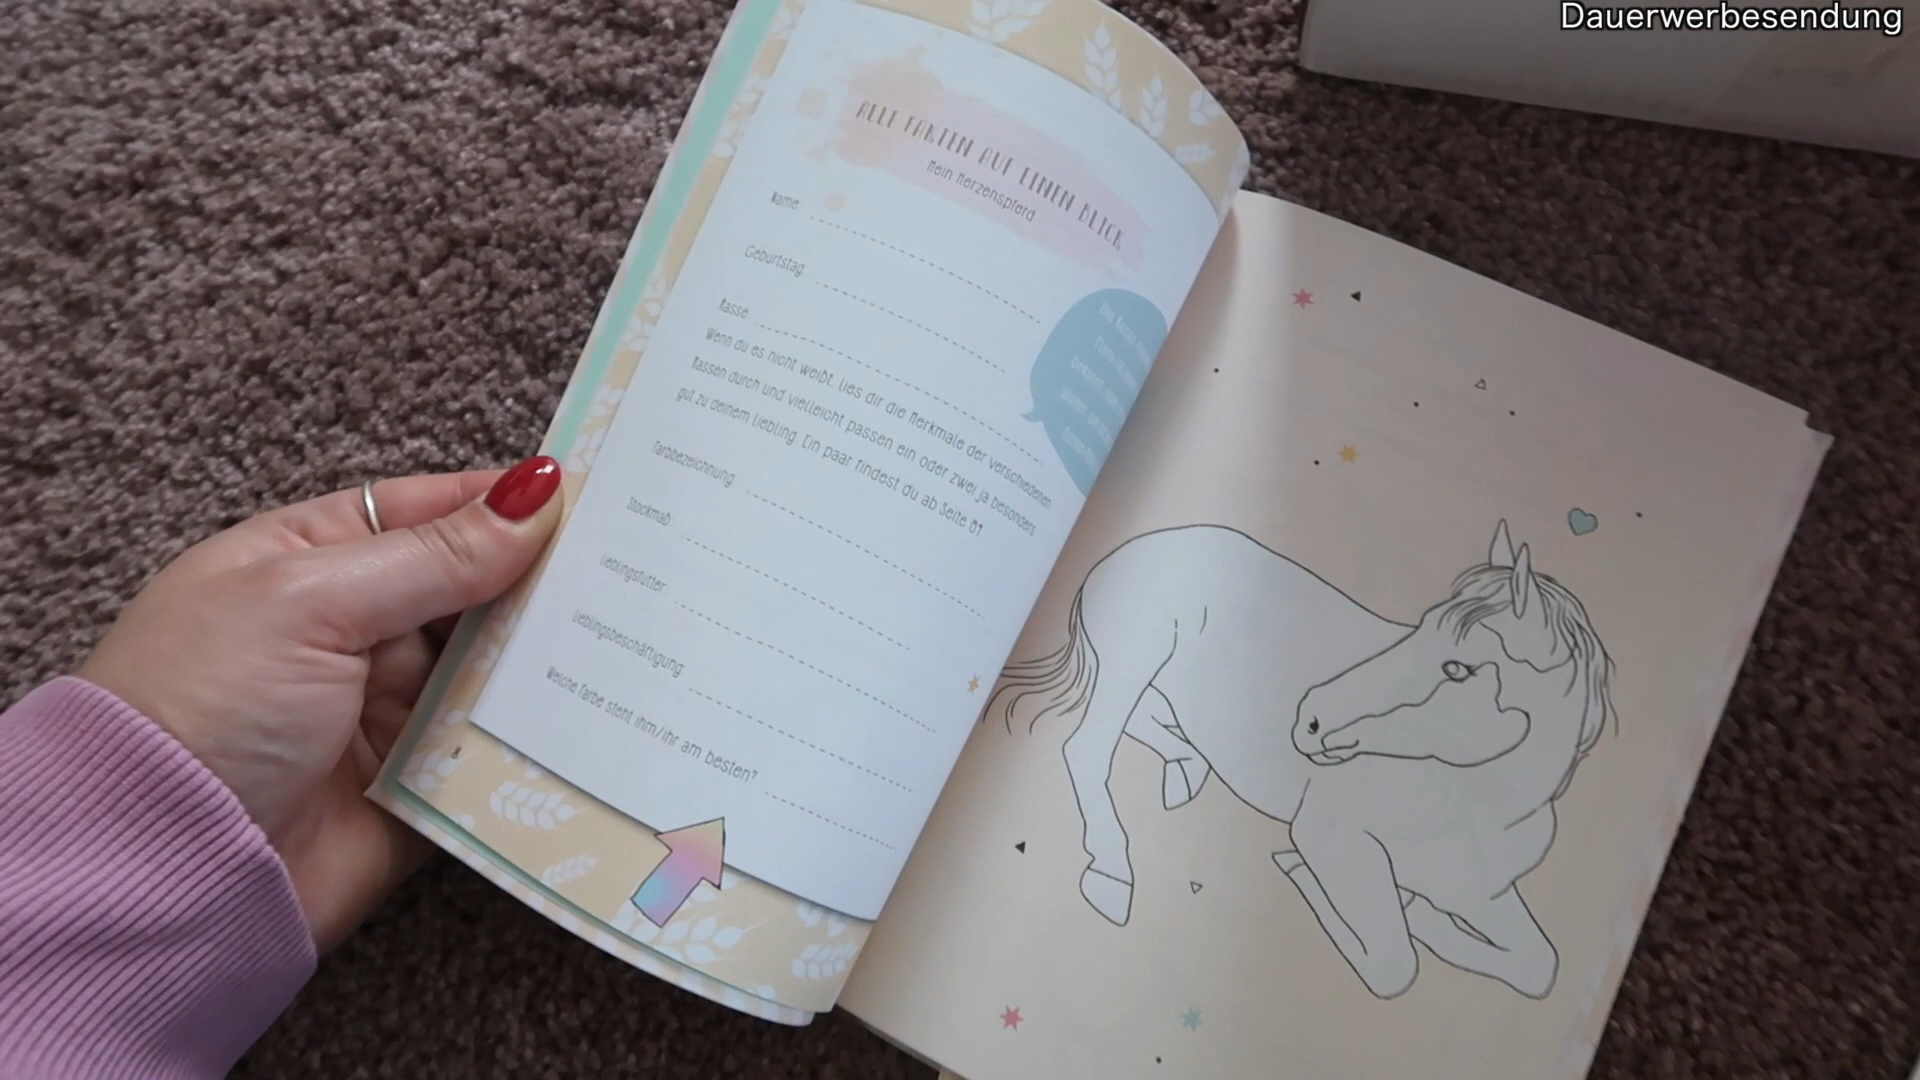 Dauerwerbesendung
ALLE FAKTEN AUF EINEN BLICK
Mein Herzenspferd
Name:
Geburtstag:
Rasse:
Wenn du es nicht weißt, lies dir die Merkmale der verschiedenen
Rassen durch und vielleicht passen ein oder zwei ja besonders
gut zu deinem Liebling. Ein paar findest du ab Seite 61
Farbbezeichnung:
Stockmaß:
Lieblingsfutter:
Lieblingsbeschäftigung:
Welche Farbe steht ihm/ihr am besten?
8